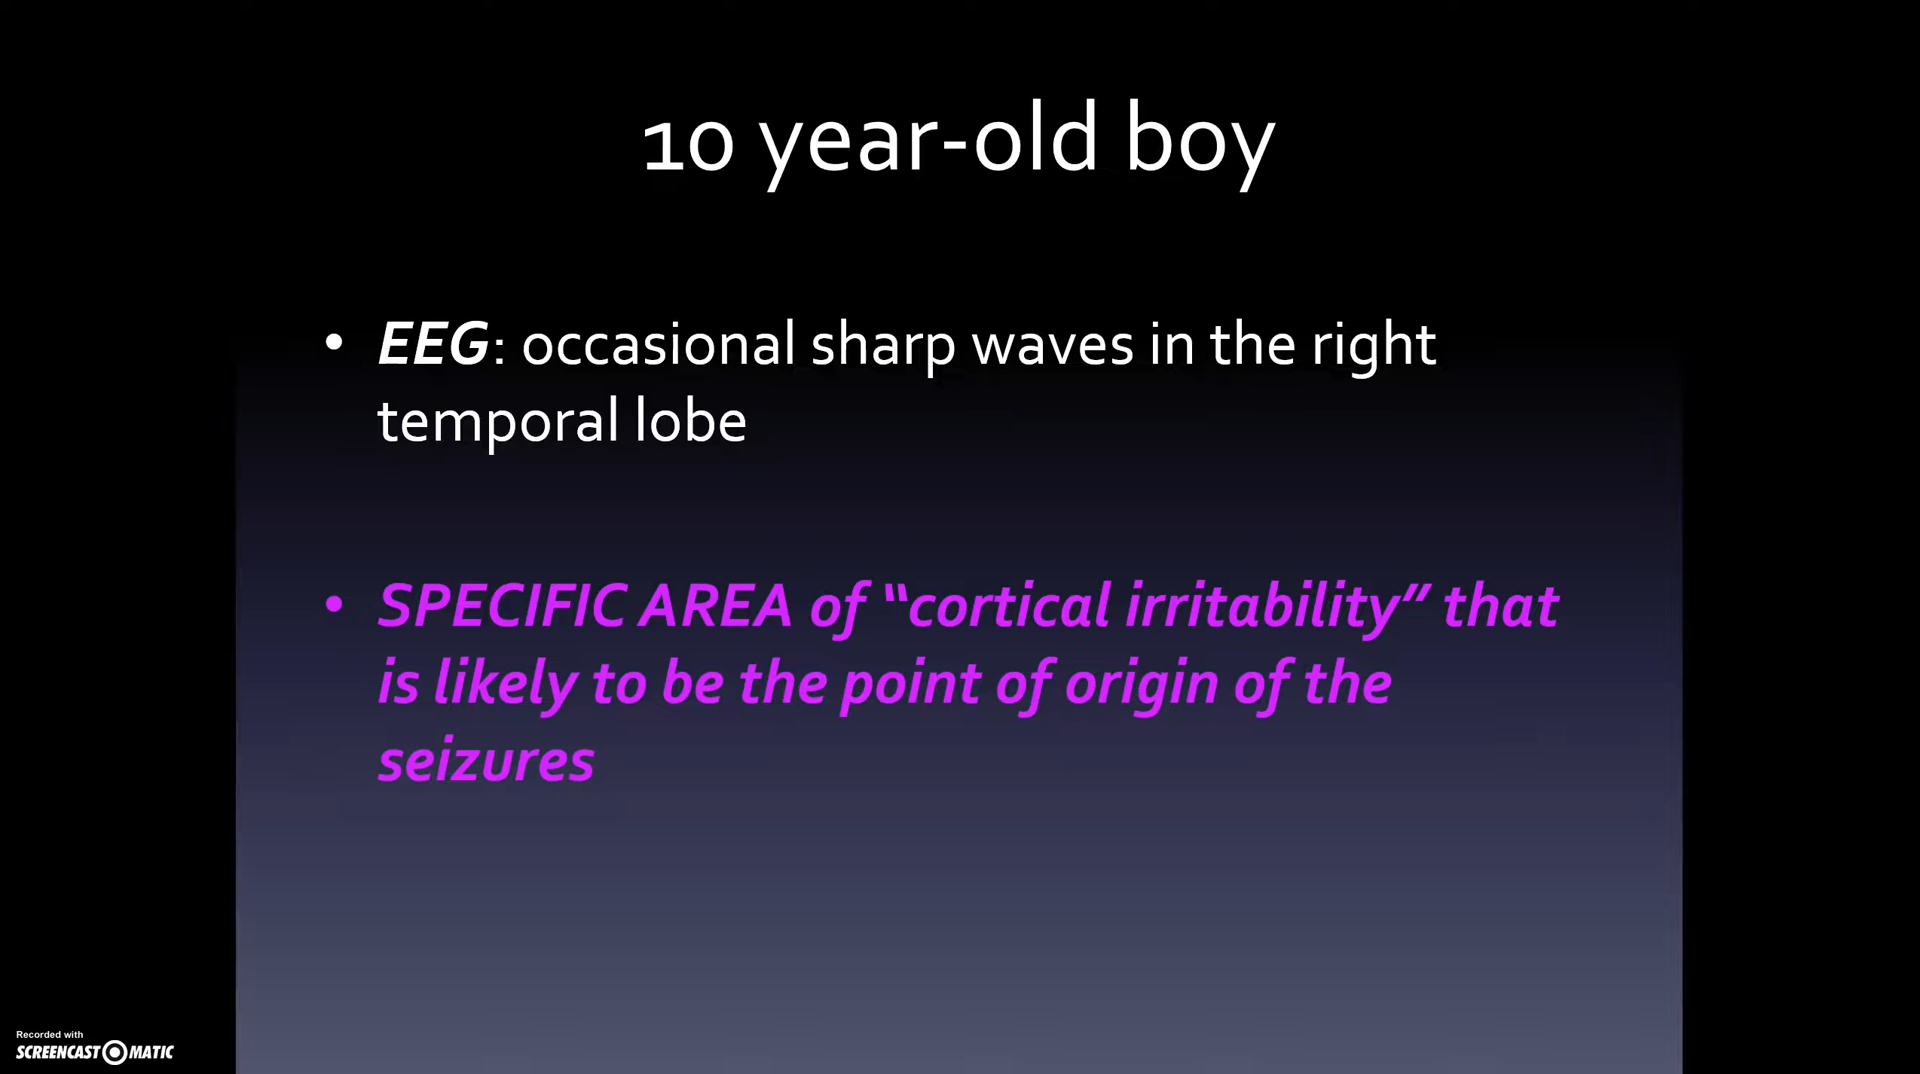 10 year-old boy
• EEG: occasional sharp waves in the right
temporal lobe
• SPECIFIC AREA of “cortical irritability” that
is likely to be the point of origin of the
seizures
Recorded with
SCREENCAST MATIC